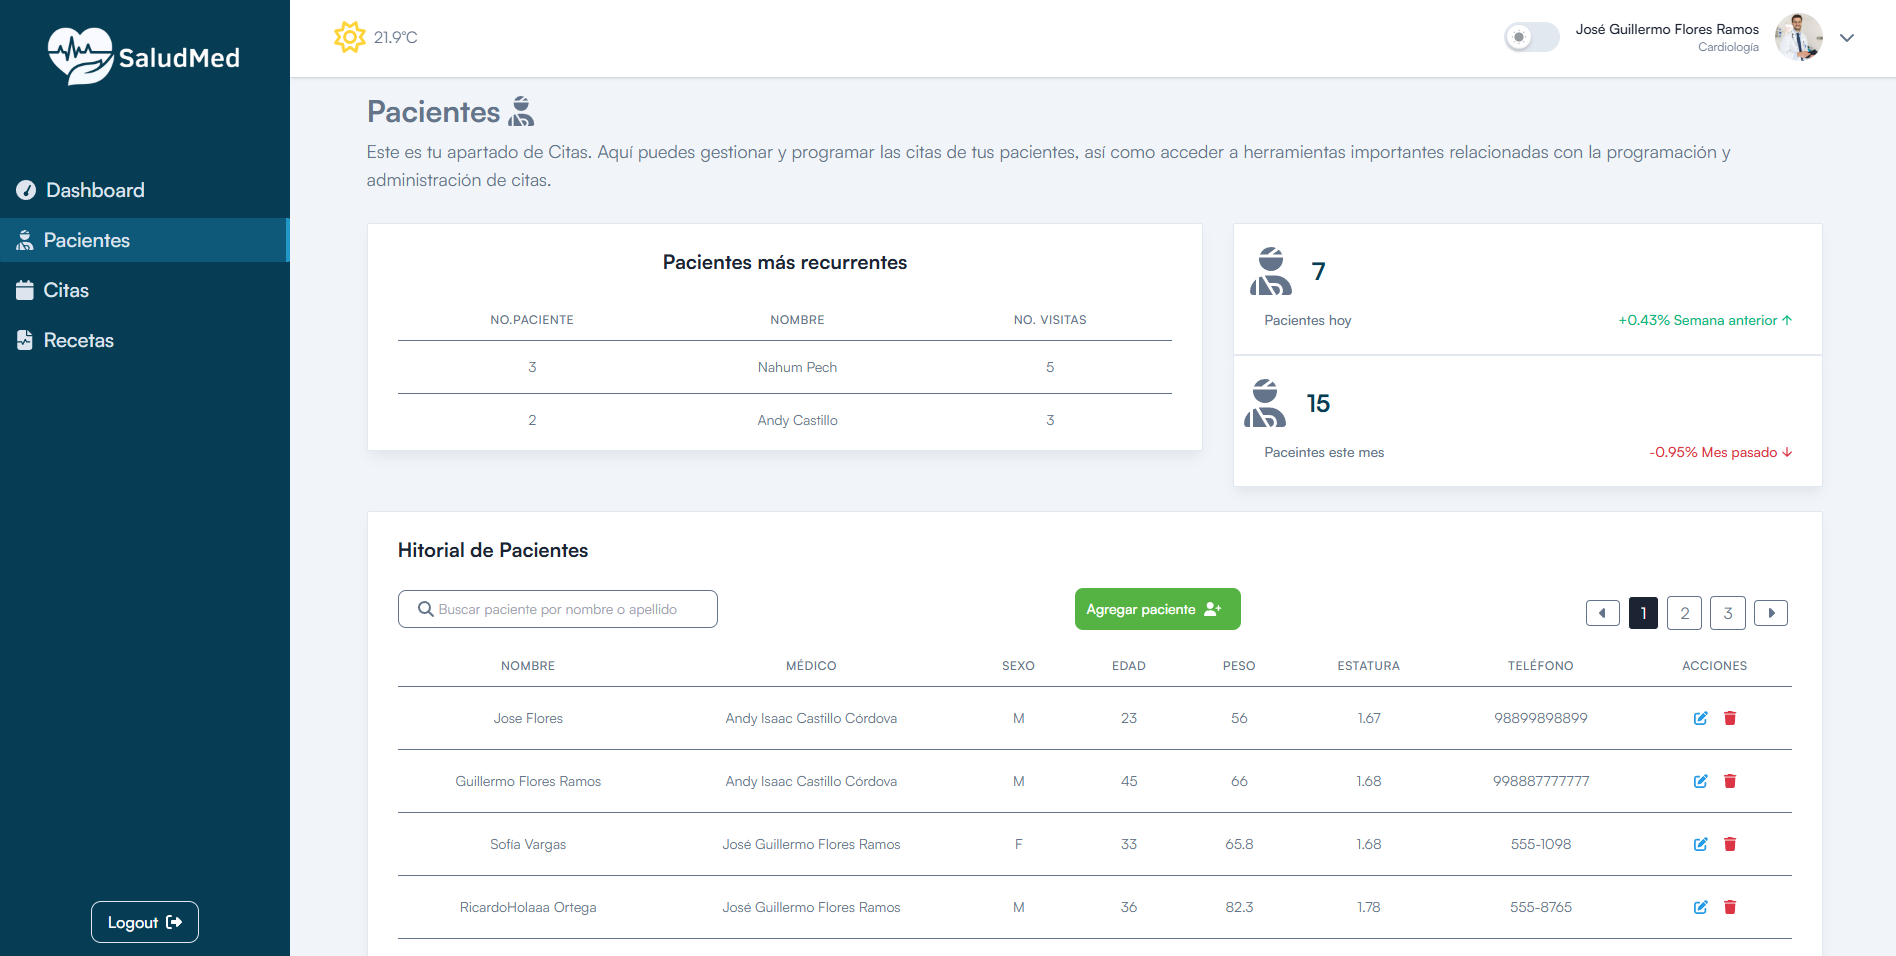 SaludMed
Dashboard
Pacientes
Citas
Recetas
Logout
21.9°C
José Guillermo Flores Ramos
Cardiología
Pacientes
Este es tu apartado de Citas. Aquí puedes gestionar y programar las citas de tus pacientes, así como acceder a herramientas importantes relacionadas con la programación y
administración de citas.
Pacientes más recurrentes
NO.PACIENTE NOMBRE NO. VISITAS
3 Nahum Pech 5
2 Andy Castillo 3
7
Pacientes hoy +0.43% Semana anterior ↑
15
Paceintes este mes -0.95% Mes pasado ↓
Hitorial de Pacientes
Buscar paciente por nombre o apellido Agregar paciente 1 2 3
NOMBRE MÉDICO SEXO EDAD PESO ESTATURA TELÉFONO ACCIONES
Jose Flores Andy Isaac Castillo Córdova M 23 56 1.67 98899898899
Guillermo Flores Ramos Andy Isaac Castillo Córdova M 45 66 1.68 998887777777
Sofía Vargas José Guillermo Flores Ramos F 33 65.8 1.68 555-1098
RicardoHolaaa Ortega José Guillermo Flores Ramos M 36 82.3 1.78 555-8765